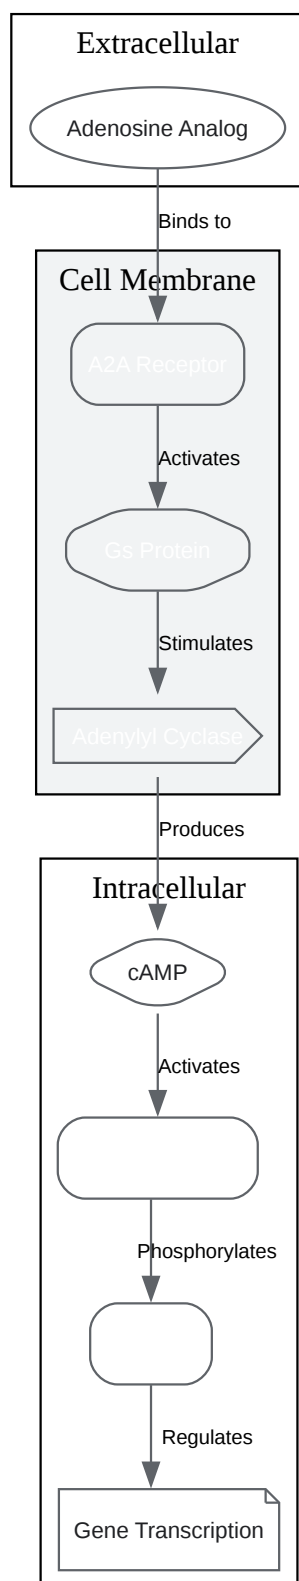 Extracellular
Adenosine Analog
Binds to
Cell Membrane
A2A Receptor
Activates
Gs Protein
Stimulates
Adenylyl Cyclase
Produces
Intracellular
cAMP
Activates
Phosphorylates
Regulates
Gene Transcription